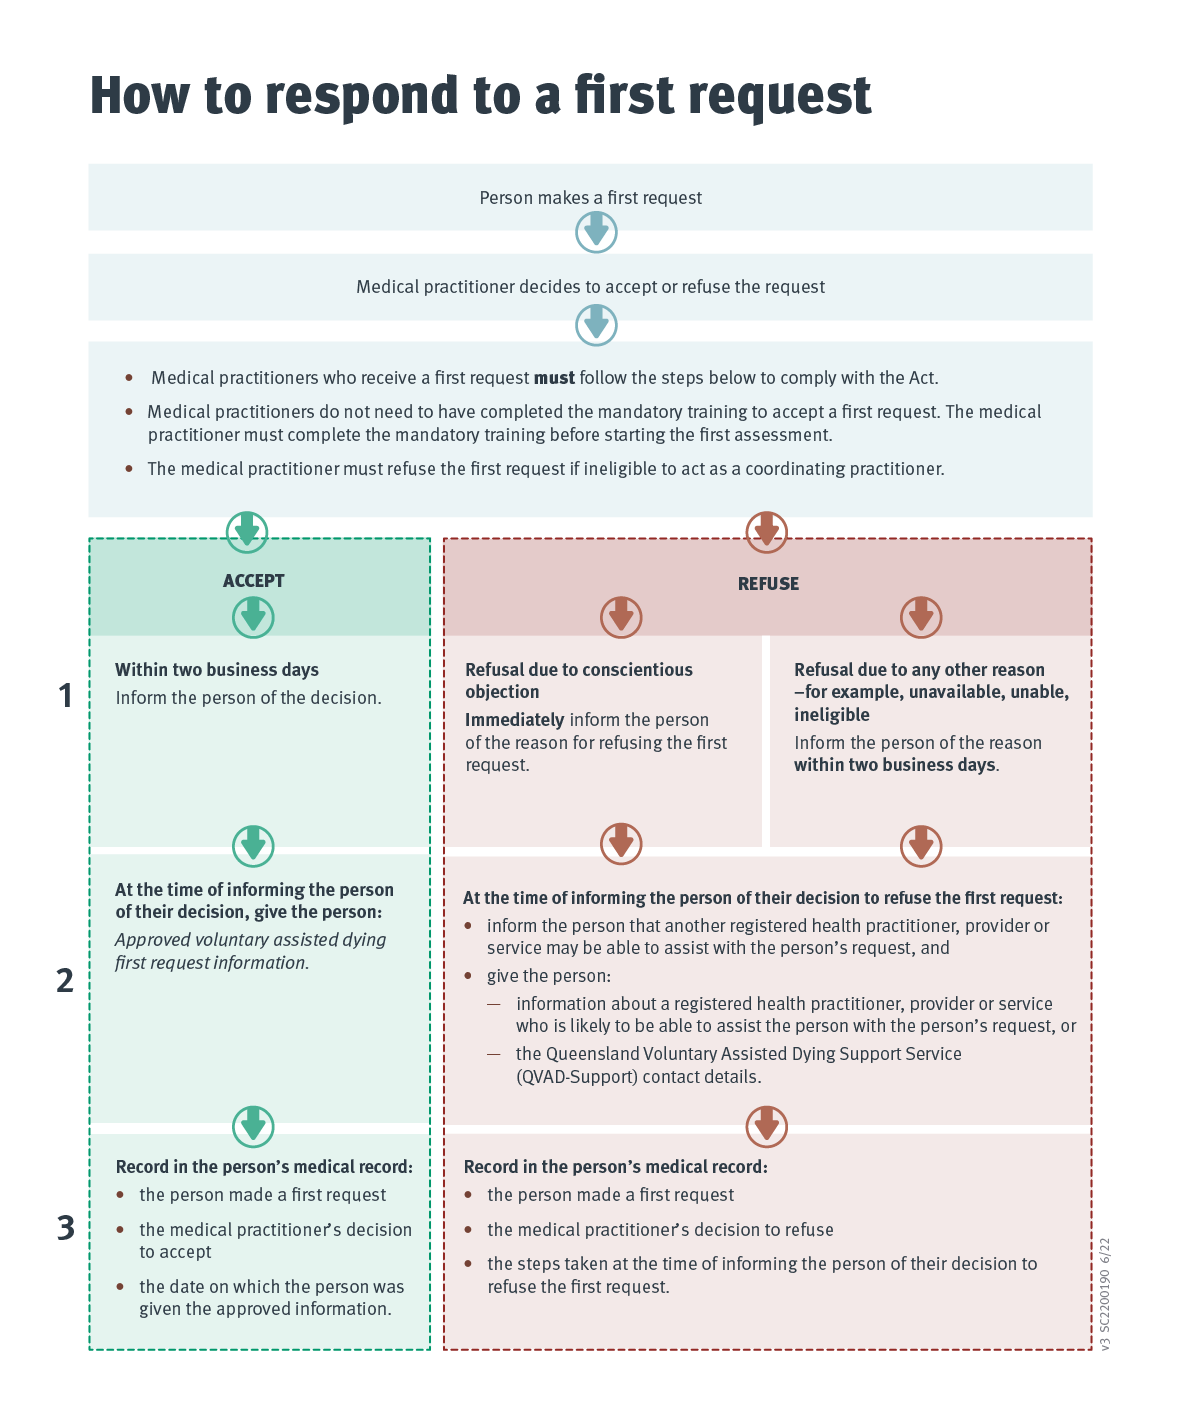 How to respond to a first request
Person makes a first request
Medical practitioner decides to accept or refuse the request
• Medical practitioners who receive a first request must follow the steps below to comply with the Act.
• Medical practitioners do not need to have completed the mandatory training to accept a first request. The medical
practitioner must complete the mandatory training before starting the first assessment.
• The medical practitioner must refuse the first request if ineligible to act as a coordinating practitioner.
ACCEPT
REFUSE
1
Within two business days
Inform the person of the decision.
Refusal due to conscientious
objection
Immediately inform the person
of the reason for refusing the first
request.
Refusal due to any other reason
–for example, unavailable, unable,
ineligible
Inform the person of the reason
within two business days.
2
At the time of informing the person
of their decision, give the person:
Approved voluntary assisted dying
first request information.
At the time of informing the person of their decision to refuse the first request:
• inform the person that another registered health practitioner, provider or
service may be able to assist with the person’s request, and
• give the person:
— information about a registered health practitioner, provider or service
who is likely to be able to assist the person with the person’s request, or
— the Queensland Voluntary Assisted Dying Support Service
(QVAD-Support) contact details.
3
Record in the person’s medical record:
• the person made a first request
• the medical practitioner’s decision
to accept
• the date on which the person was
given the approved information.
Record in the person’s medical record:
• the person made a first request
• the medical practitioner’s decision to refuse
• the steps taken at the time of informing the person of their decision to
refuse the first request.
v3 SC2200190 6/22